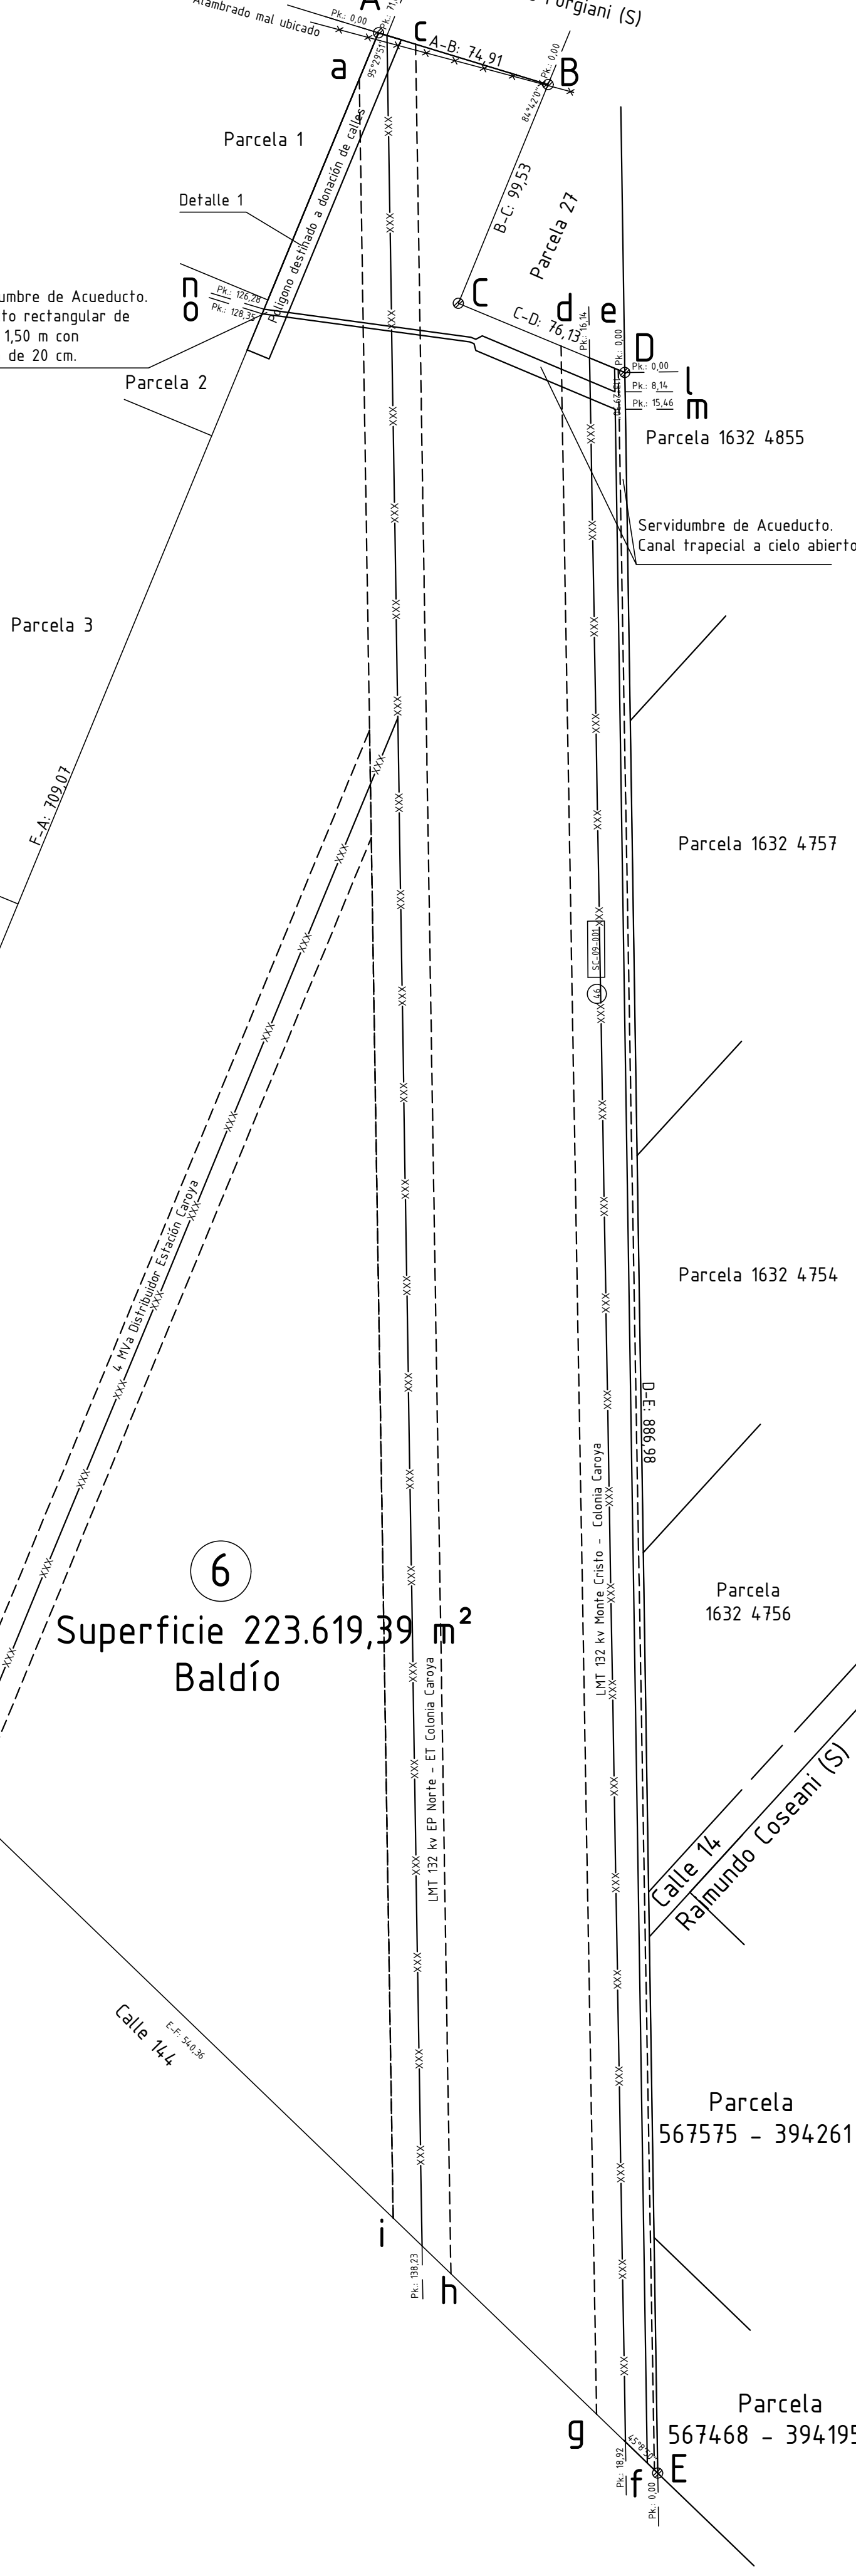 Alambrado mal ubicado
Pk.: 0,00
A
c
A-B: 74,91
Pk.: 0,00
B
a
95°29'51"
84°42'0"
Parcela 1
Polígono destinado a donación de calles
B-C: 99,53
Parcela 27
Detalle 1
n
Pk.: 126,28
o
Pk.: 128,35
C
C-D: 76,13
d
Pk.: 16,14
e
Pk.: 0,00
D
Pk.: 0,00
l
Pk.: 8,14
m
Pk.: 15,46
umbre de Acueducto.
to rectangular de
1,50 m con
de 20 cm.
Parcela 2
Parcela 1632 4855
Servidumbre de Acueducto.
Canal trapecial a cielo abierto
Parcela 3
F-A: 709,07
Parcela 1632 4757
SC-09-001
46
4 MVa Distribuidor Estación Caroya
Parcela 1632 4754
D-E: 886,98
LMT 132 kv Monte Cristo - Colonia Caroya
6
Superficie 223.619,39 m²
Baldío
Parcela
1632 4756
LMT 132 kv EP Norte - ET Colonia Caroya
Calle 14
Raimundo Coseani (S)
Calle 144
E-F: 540,36
Parcela
567575 - 394261
i
Pk.: 138,23
h
Parcela
567468 - 394195
g
Pk.: 18,92
f
Pk.: 0,00
E